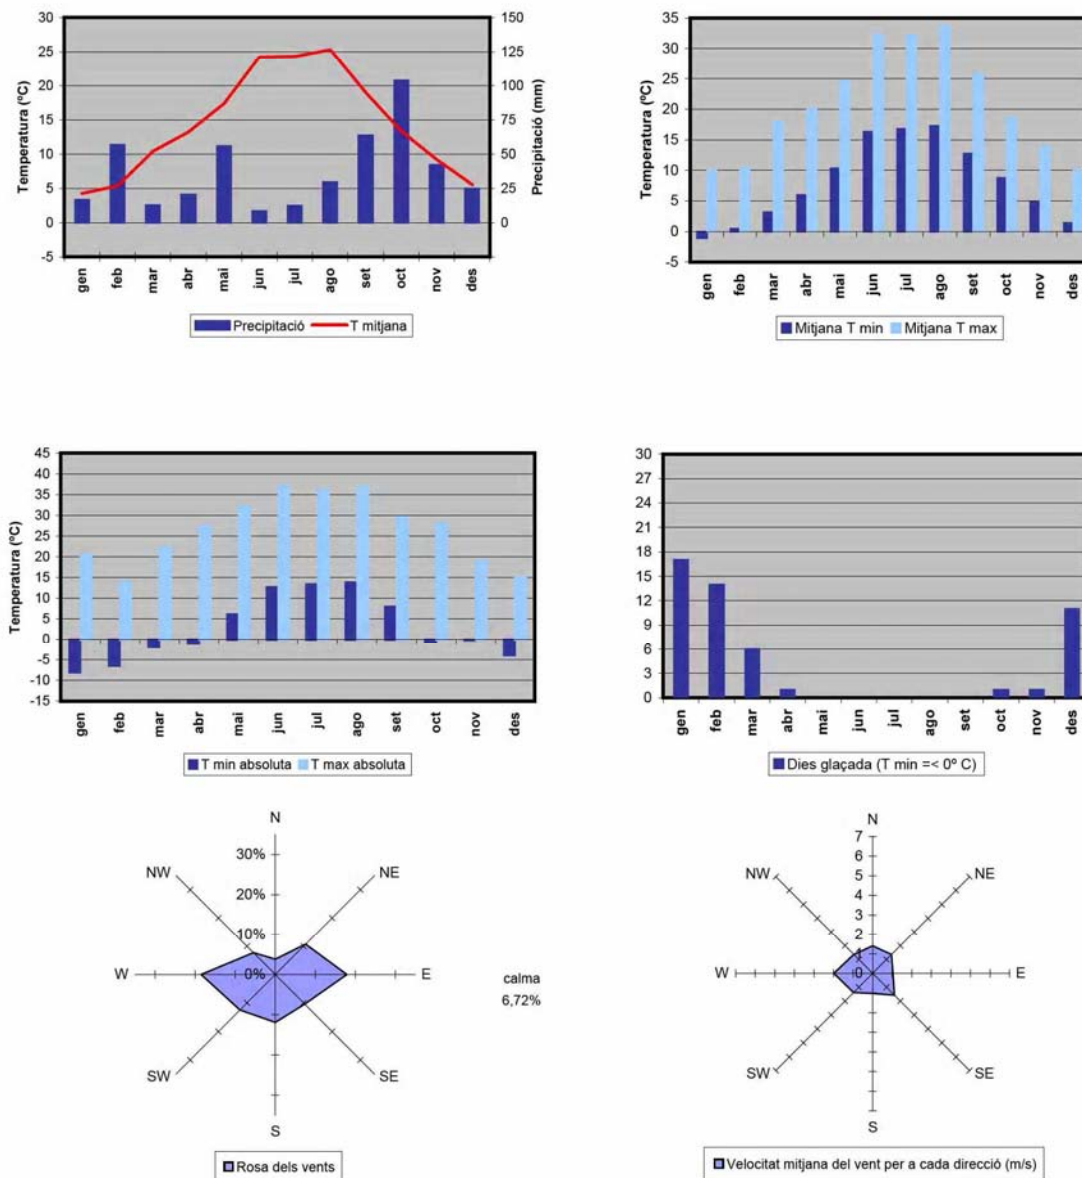 30
25
20
15
10
5
0
-5
Temperatura (ºC)
150
125
100
75
50
25
0
Precipitació (mm)
gen feb mar abr mai jun jul ago set oct nov des
Precipitació T mitjana
35
30
25
20
15
10
5
0
-5
Temperatura (ºC)
gen feb mar abr mai jun jul ago set oct nov des
Mitjana T min Mitjana T max
45
40
35
30
25
20
15
10
5
0
-5
-10
-15
Temperatura (ºC)
gen feb mar abr mai jun jul ago set oct nov des
T min absoluta T max absoluta
30
27
24
21
18
15
12
9
6
3
0
gen feb mar abr mai jun jul ago set oct nov des
Dies glaçada (T min =< 0º C)
N
30%
NW NE
20%
10%
W 0% E
SW SE
S
calma
6,72%
Rosa dels vents
N
7
6
5
NW NE
4
3
2
1
W 0 E
SW SE
S
Velocitat mitjana del vent per a cada direcció (m/s)